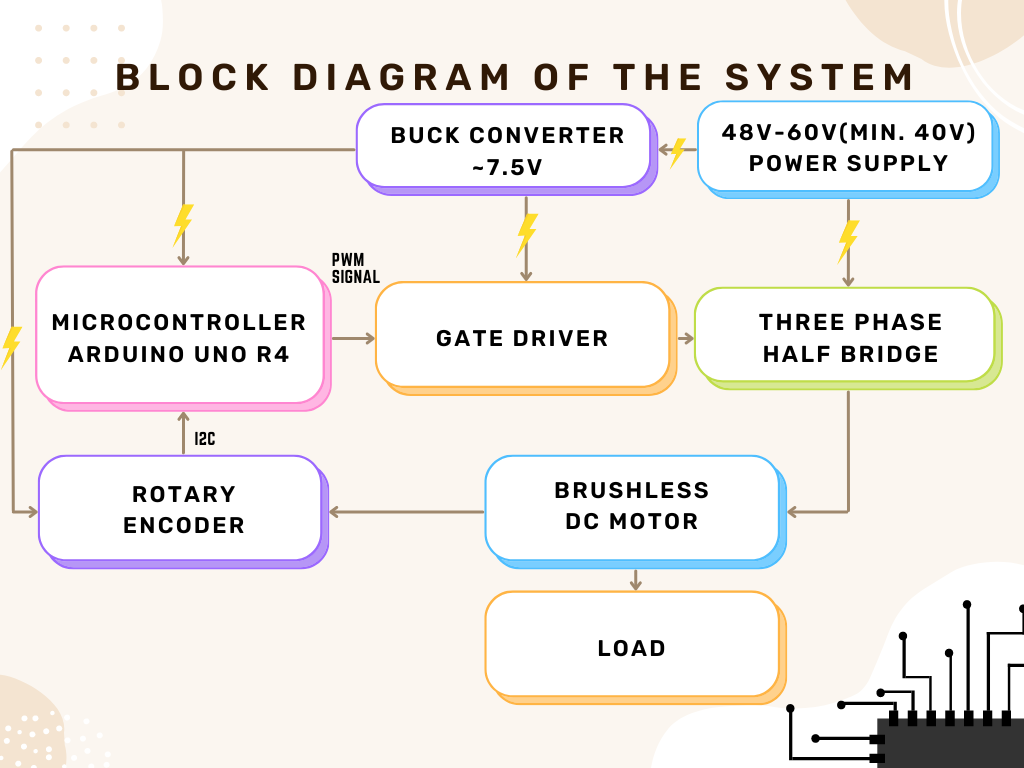 BLOCK DIAGRAM OF THE SYSTEM
BUCK CONVERTER
~7.5V
48V-60V(MIN. 40V)
POWER SUPPLY
PWM
SIGNAL
MICROCONTROLLER
ARDUINO UNO R4
GATE DRIVER
THREE PHASE
HALF BRIDGE
I2C
ROTARY
ENCODER
BRUSHLESS
DC MOTOR
LOAD